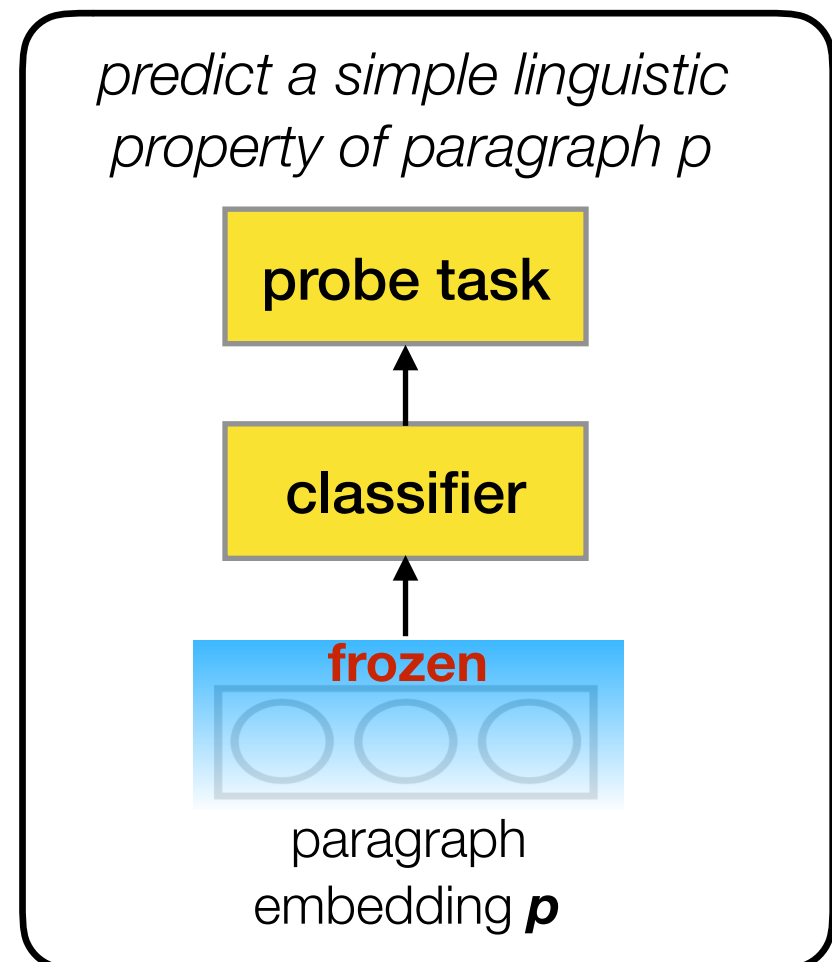 predict a simple linguistic
property of paragraph p
probe task
classifier
frozen
paragraph
embedding p